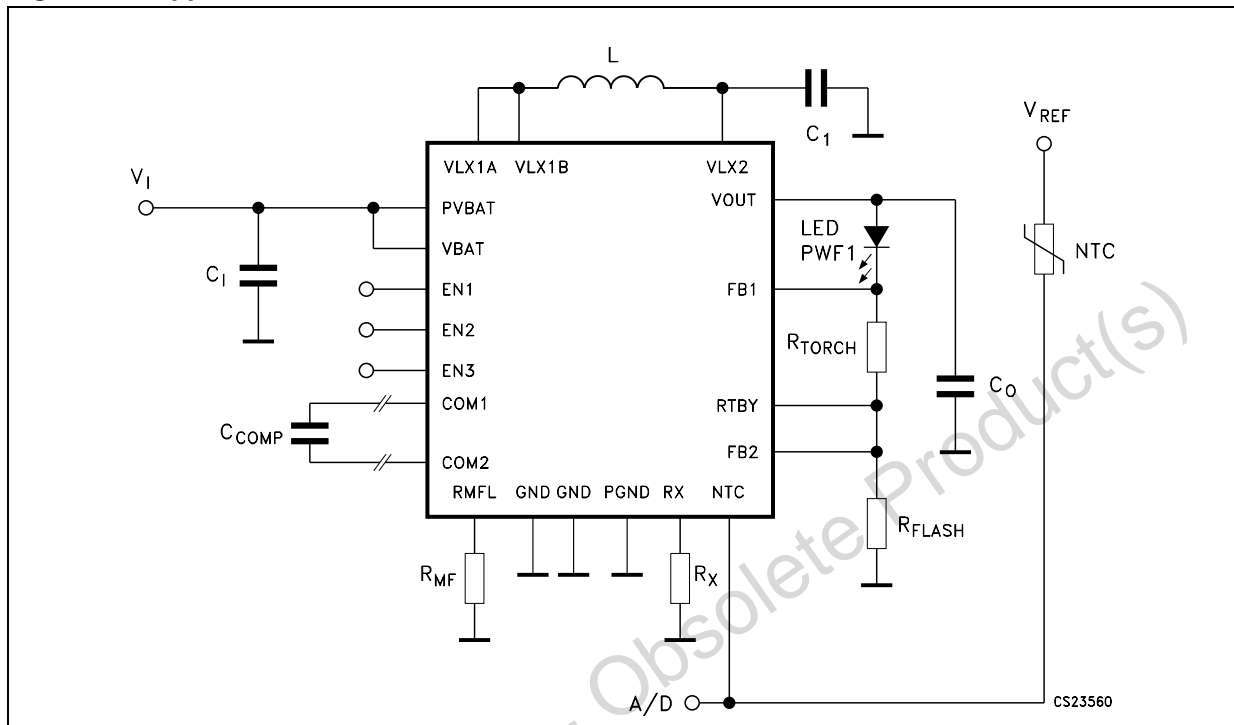 L
C1
VREF
VLX1A VLX1B VLX2
VI
PVBAT
VOUT
LED
PWF1
NTC
VBAT
CI
EN1
FB1
EN2
RTORCH
EN3
CO
COM1
RTBY
CCOMP
COM2
FB2
RMFL GND GND PGND RX NTC
RFLASH
RMF
RX
A/D
CS23560
Obsolete Product(s)